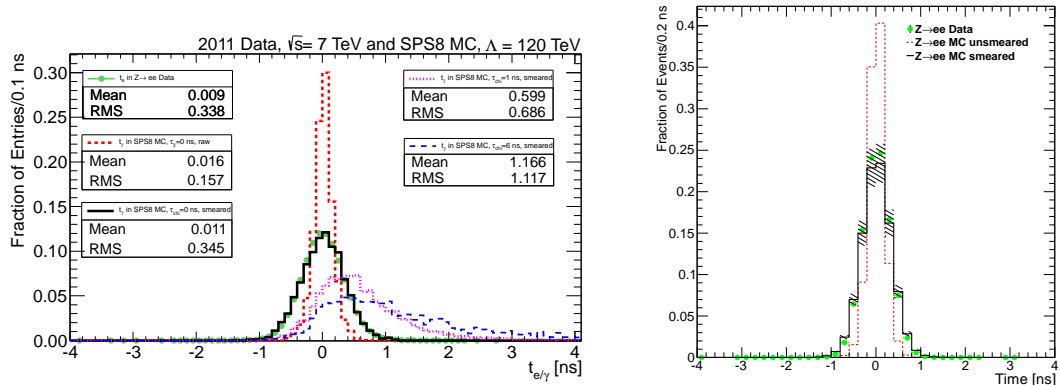 2011 Data, √s= 7 TeV and SPS8 MC, Λ = 120 TeV
Fraction of Entries/0.1 ns
0.30
0.25
0.20
0.15
0.10
0.05
0.00
t_e in Z→ee Data
Mean 0.009
RMS 0.338
t_γ in SPS8 MC, τ_χ=0 ns, raw
Mean 0.016
RMS 0.157
t_γ in SPS8 MC, τ_chi=0 ns, smeared
Mean 0.011
RMS 0.345
t_γ in SPS8 MC, τ_chi=1 ns, smeared
Mean 0.599
RMS 0.686
t_γ in SPS8 MC, τ_chi=6 ns, smeared
Mean 1.166
RMS 1.117
-4 -3 -2 -1 0 1 2 3 4
t_e/γ [ns]
Fraction of Events/0.2 ns
0.4
0.35
0.3
0.25
0.2
0.15
0.1
0.05
0
Z→ee Data
Z→ee MC unsmeared
Z→ee MC smeared
-4 -3 -2 -1 0 1 2 3 4
Time [ns]